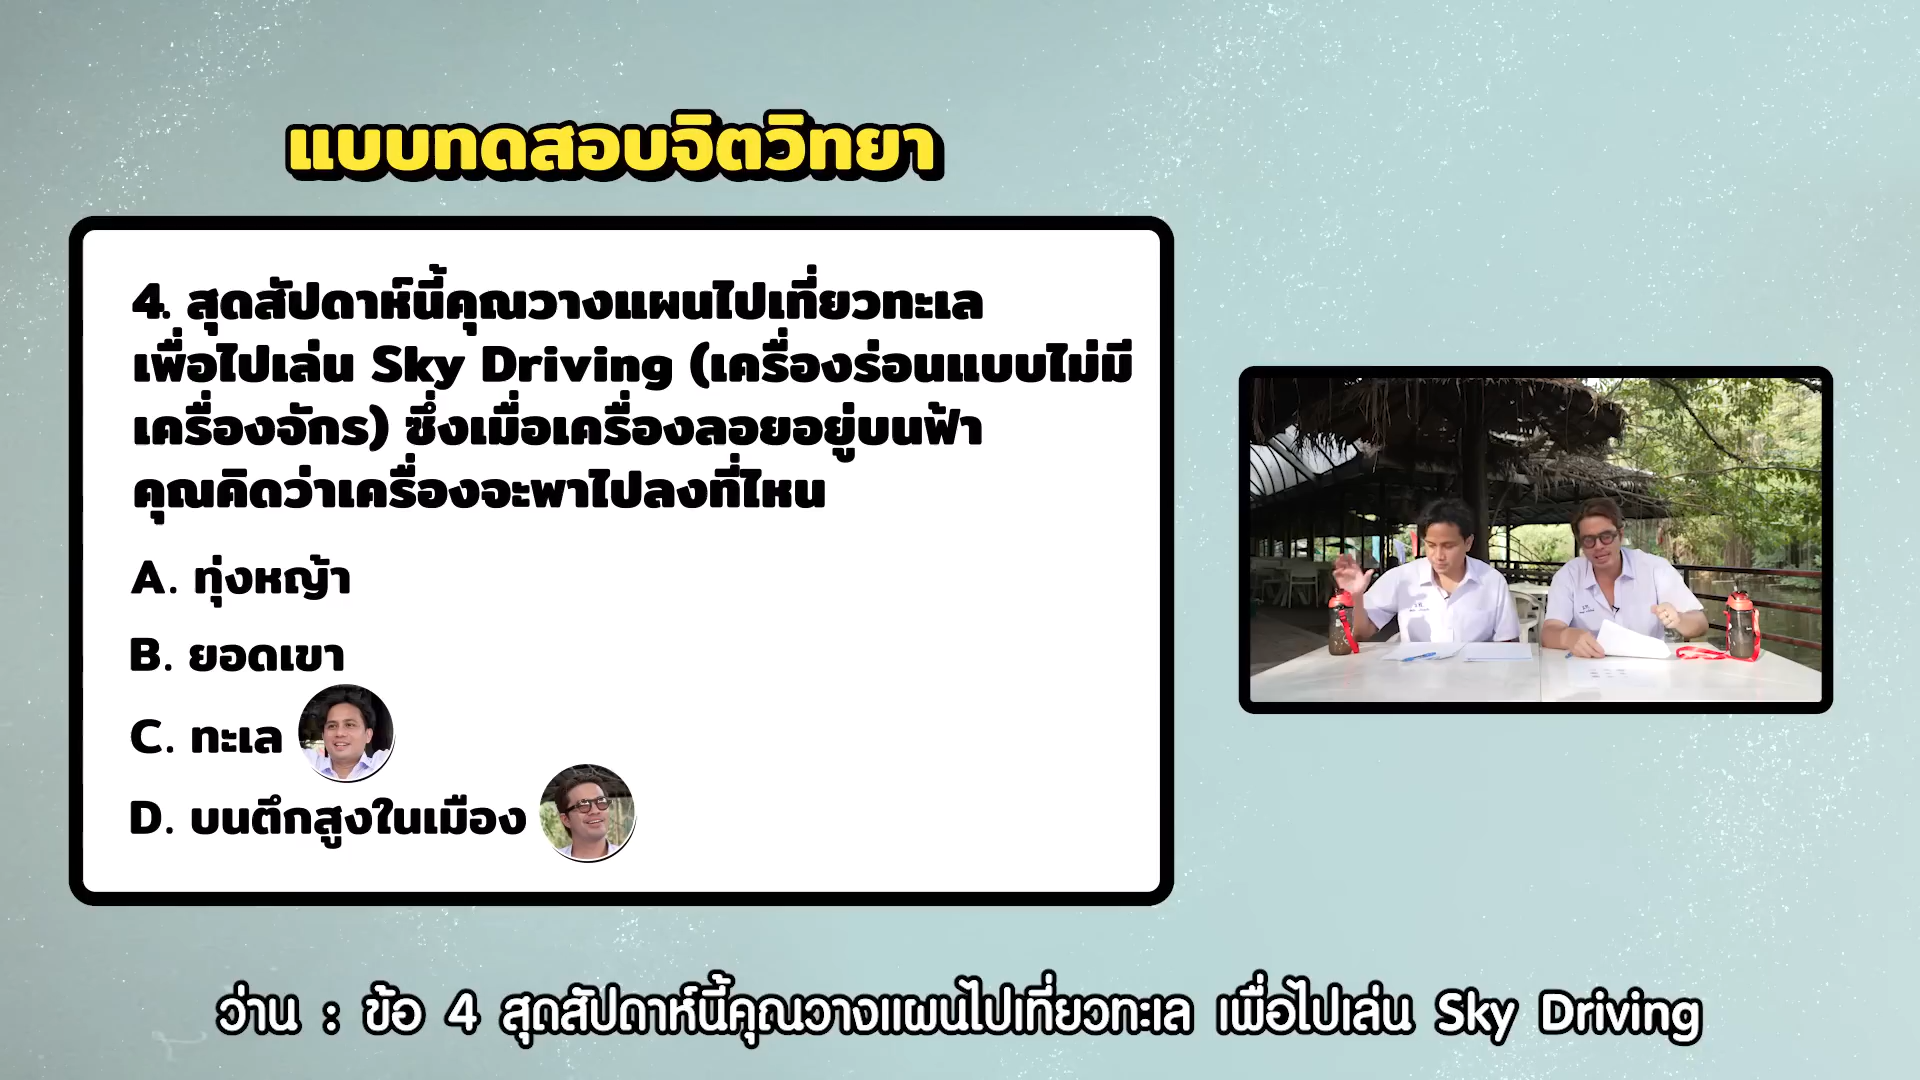 แบบทดสอบจิตวิทยา
4. สุดสัปดาห์นี้คุณวางแผนไปเที่ยวทะเล
เพื่อไปเล่น Sky Driving (เครื่องร่อนแบบไม่มี
เครื่องจักร) ซึ่งเมื่อเครื่องลอยอยู่บนฟ้า
คุณคิดว่าเครื่องจะพาไปลงที่ไหน
A. ทุ่งหญ้า
B. ยอดเขา
C. ทะเล
D. บนตึกสูงในเมือง
ว่าน : ข้อ 4 สุดสัปดาห์นี้คุณวางแผนไปเที่ยวทะเล เพื่อไปเล่น Sky Driving